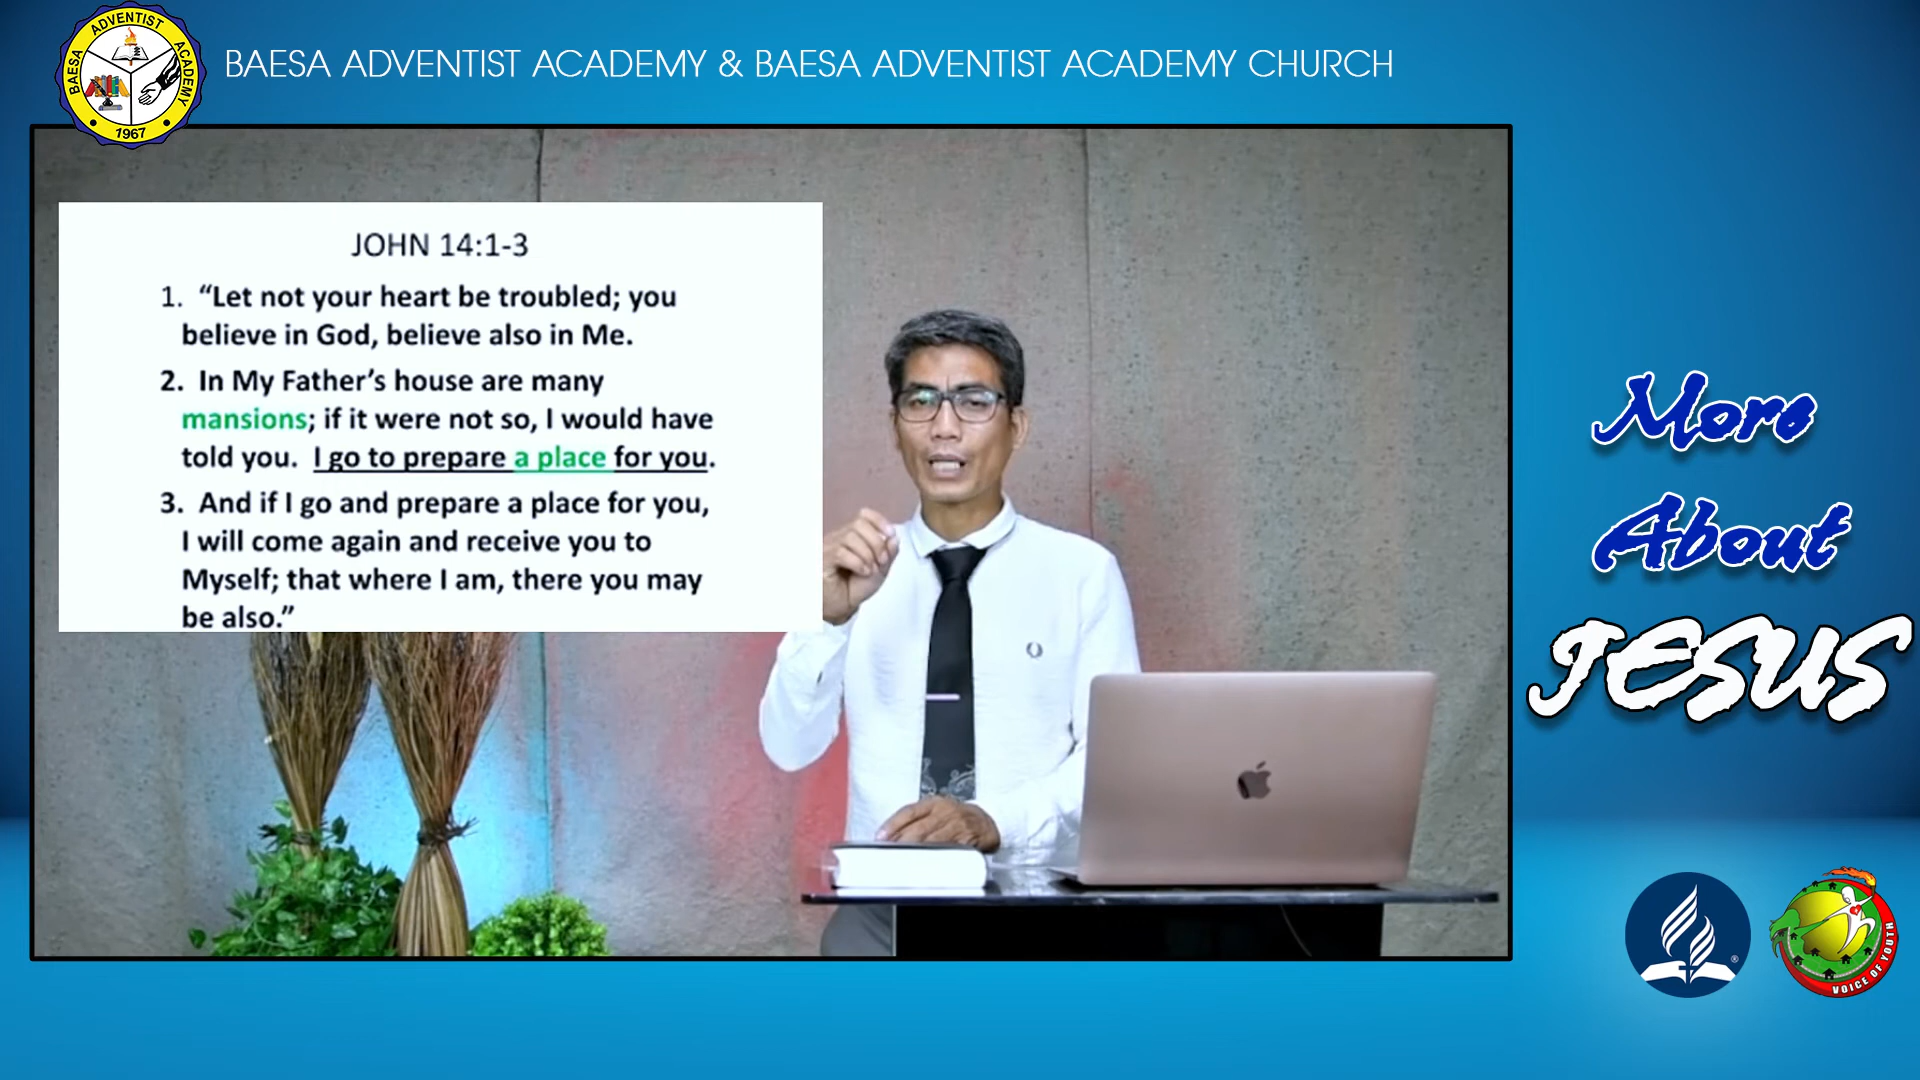 BAESA ADVENTIST ACADEMY
1967
BAESA ADVENTIST ACADEMY & BAESA ADVENTIST ACADEMY CHURCH
JOHN 14:1-3
1. “Let not your heart be troubled; you
believe in God, believe also in Me.
2. In My Father’s house are many
mansions; if it were not so, I would have
told you. I go to prepare a place for you.
3. And if I go and prepare a place for you,
I will come again and receive you to
Myself; that where I am, there you may
be also.”
More
About
JESUS
®
VOICE OF YOUTH